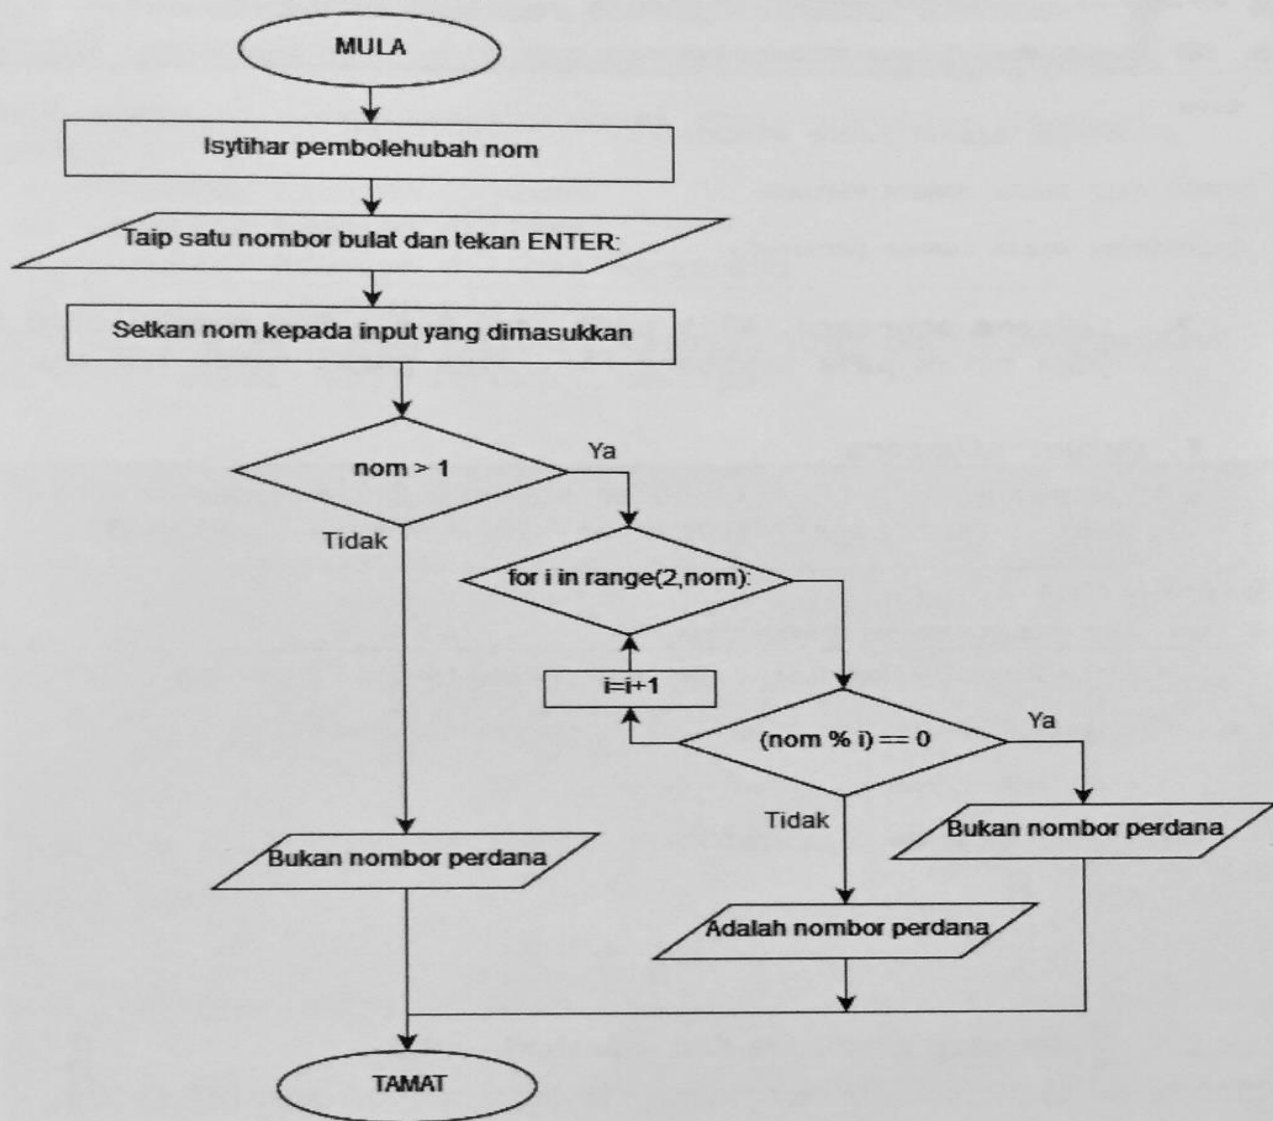 MULA
Isytihar pembolehubah nom
Taip satu nombor bulat dan tekan ENTER:
Setkan nom kepada input yang dimasukkan
nom > 1
Ya
Tidak
for i in range(2,nom):
i=i+1
(nom % i) == 0
Ya
Tidak
Bukan nombor perdana
Bukan nombor perdana
Adalah nombor perdana
TAMAT